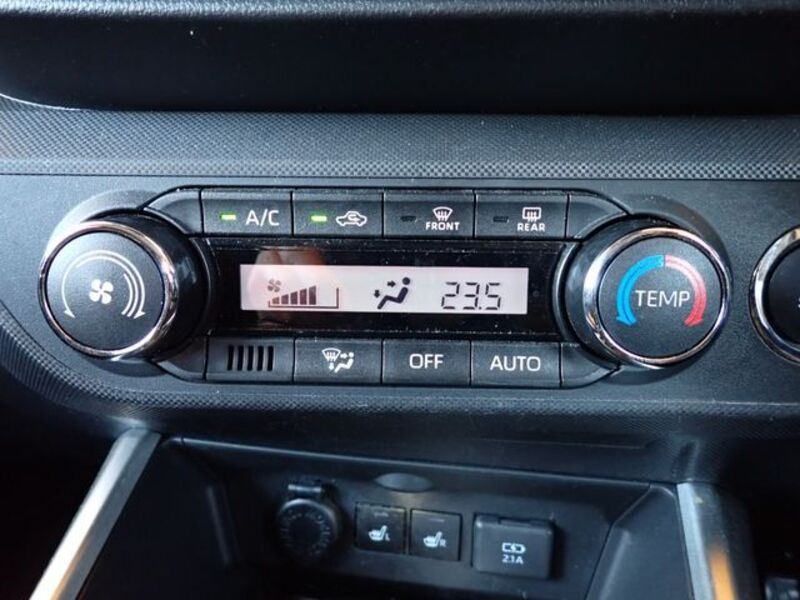 A/C
FRONT
REAR
23.5
TEMP
OFF
AUTO
L
R
2.1A